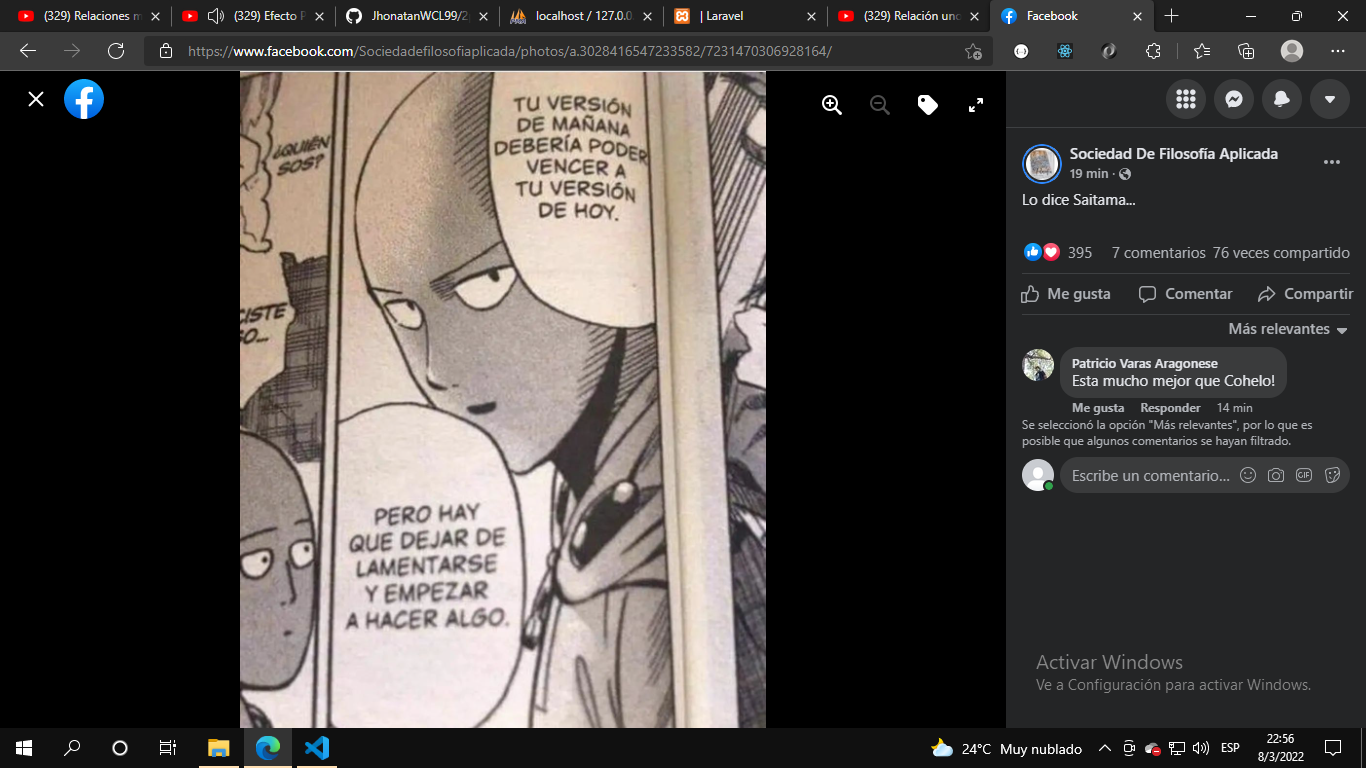 (329) Relaciones m
(329) Efecto P
JhonatanWCL99/2
localhost / 127.0.0.
| Laravel
(329) Relación uno
Facebook
https://www.facebook.com/Sociedadefilosofiaplicada/photos/a.3028416547233582/7231470306928164/
¿QUIÉN
SOS?
TU VERSIÓN
DE MAÑANA
DEBERÍA PODER
VENCER A
TU VERSIÓN
DE HOY.
PERO HAY
QUE DEJAR DE
LAMENTARSE
Y EMPEZAR
A HACER ALGO.
Sociedad De Filosofía Aplicada
19 min
Lo dice Saitama...
395 7 comentarios 76 veces compartido
Me gusta Comentar Compartir
Más relevantes
Patricio Varas Aragonese
Esta mucho mejor que Cohelo!
Me gusta Responder 14 min
Se seleccionó la opción "Más relevantes", por lo que es
posible que algunos comentarios se hayan filtrado.
Escribe un comentario...
GIF
Activar Windows
Ve a Configuración para activar Windows.
24°C Muy nublado
ESP
22:56
8/3/2022